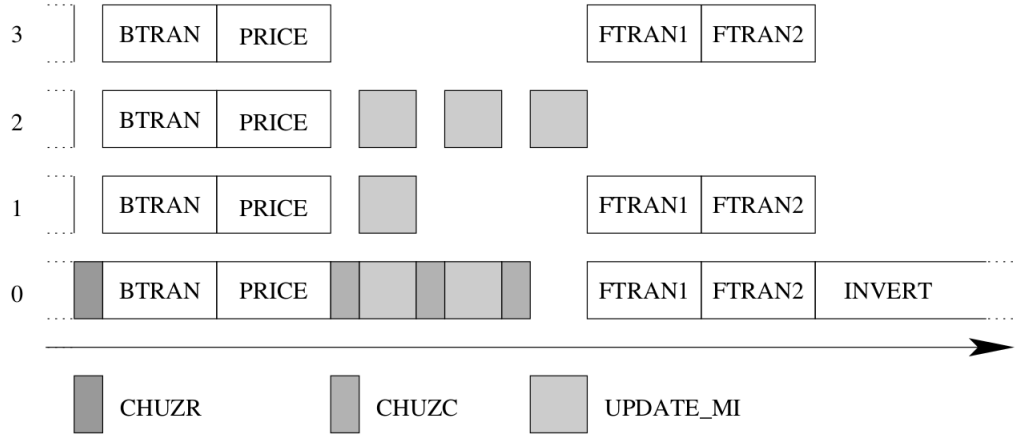 3 BTRAN PRICE FTRAN1 FTRAN2
2 BTRAN PRICE
1 BTRAN PRICE FTRAN1 FTRAN2
0 BTRAN PRICE FTRAN1 FTRAN2 INVERT
CHUZR CHUZC UPDATE_MI